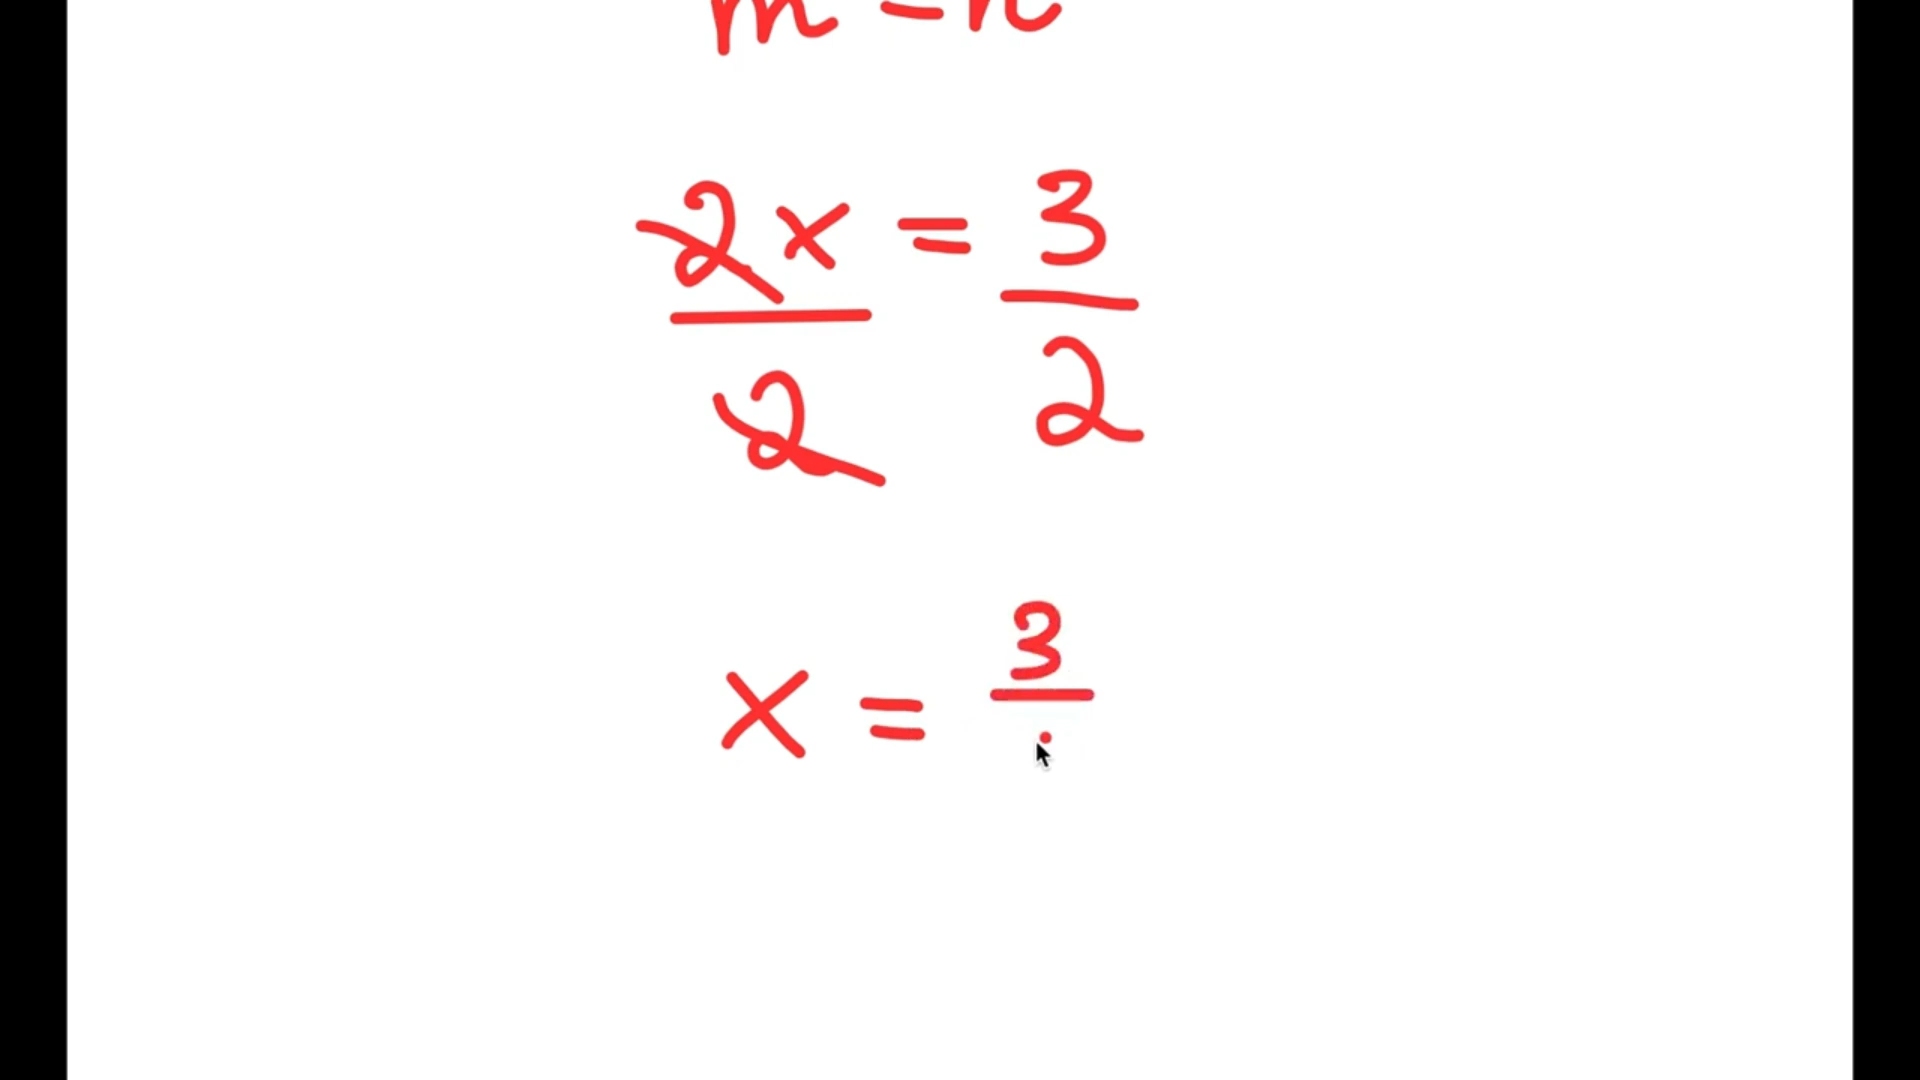 m = n
2x = 3
2 2
x = 3